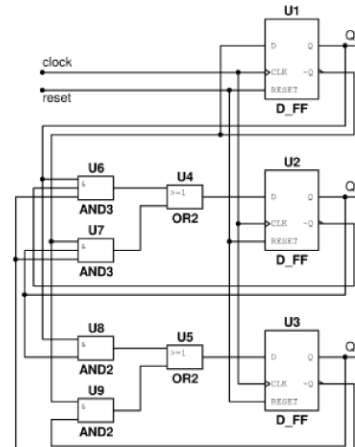 U1
Q
D Q
clock
CLK -Q
reset
RESET
D_FF
U6
U4
U2
Q
&
>=1
D Q
AND3
OR2
U7
CLK -Q
&
RESET
AND3
D_FF
U8
U5
U3
&
>=1
D Q
Q
AND2
OR2
U9
CLK -Q
&
RESET
AND2
D_FF